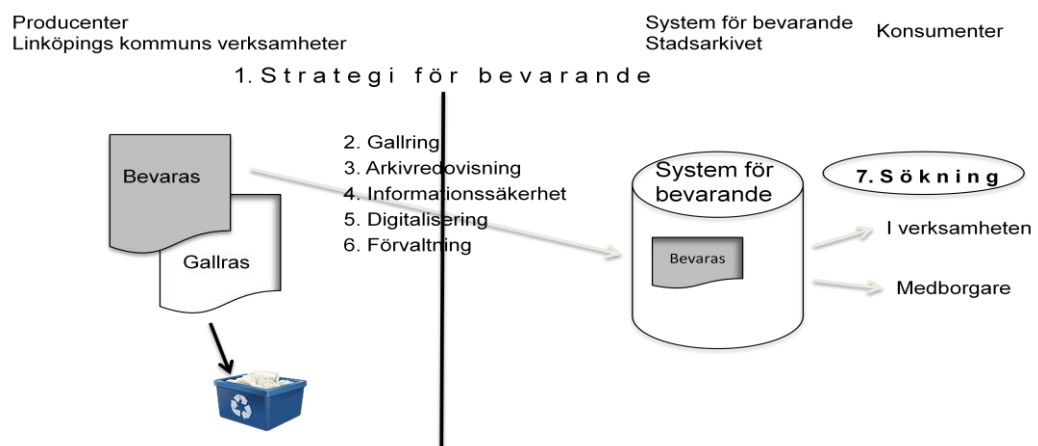 Producenter
Linköpings kommuns verksamheter
System för bevarande
Stadsarkivet
Konsumenter
1. Strategi för bevarande
2. Gallring
3. Arkivredovisning
4. Informationssäkerhet
5. Digitalisering
6. Förvaltning
Bevaras
Gallras
System för
bevarande
Bevaras
7. Sökning
I verksamheten
Medborgare